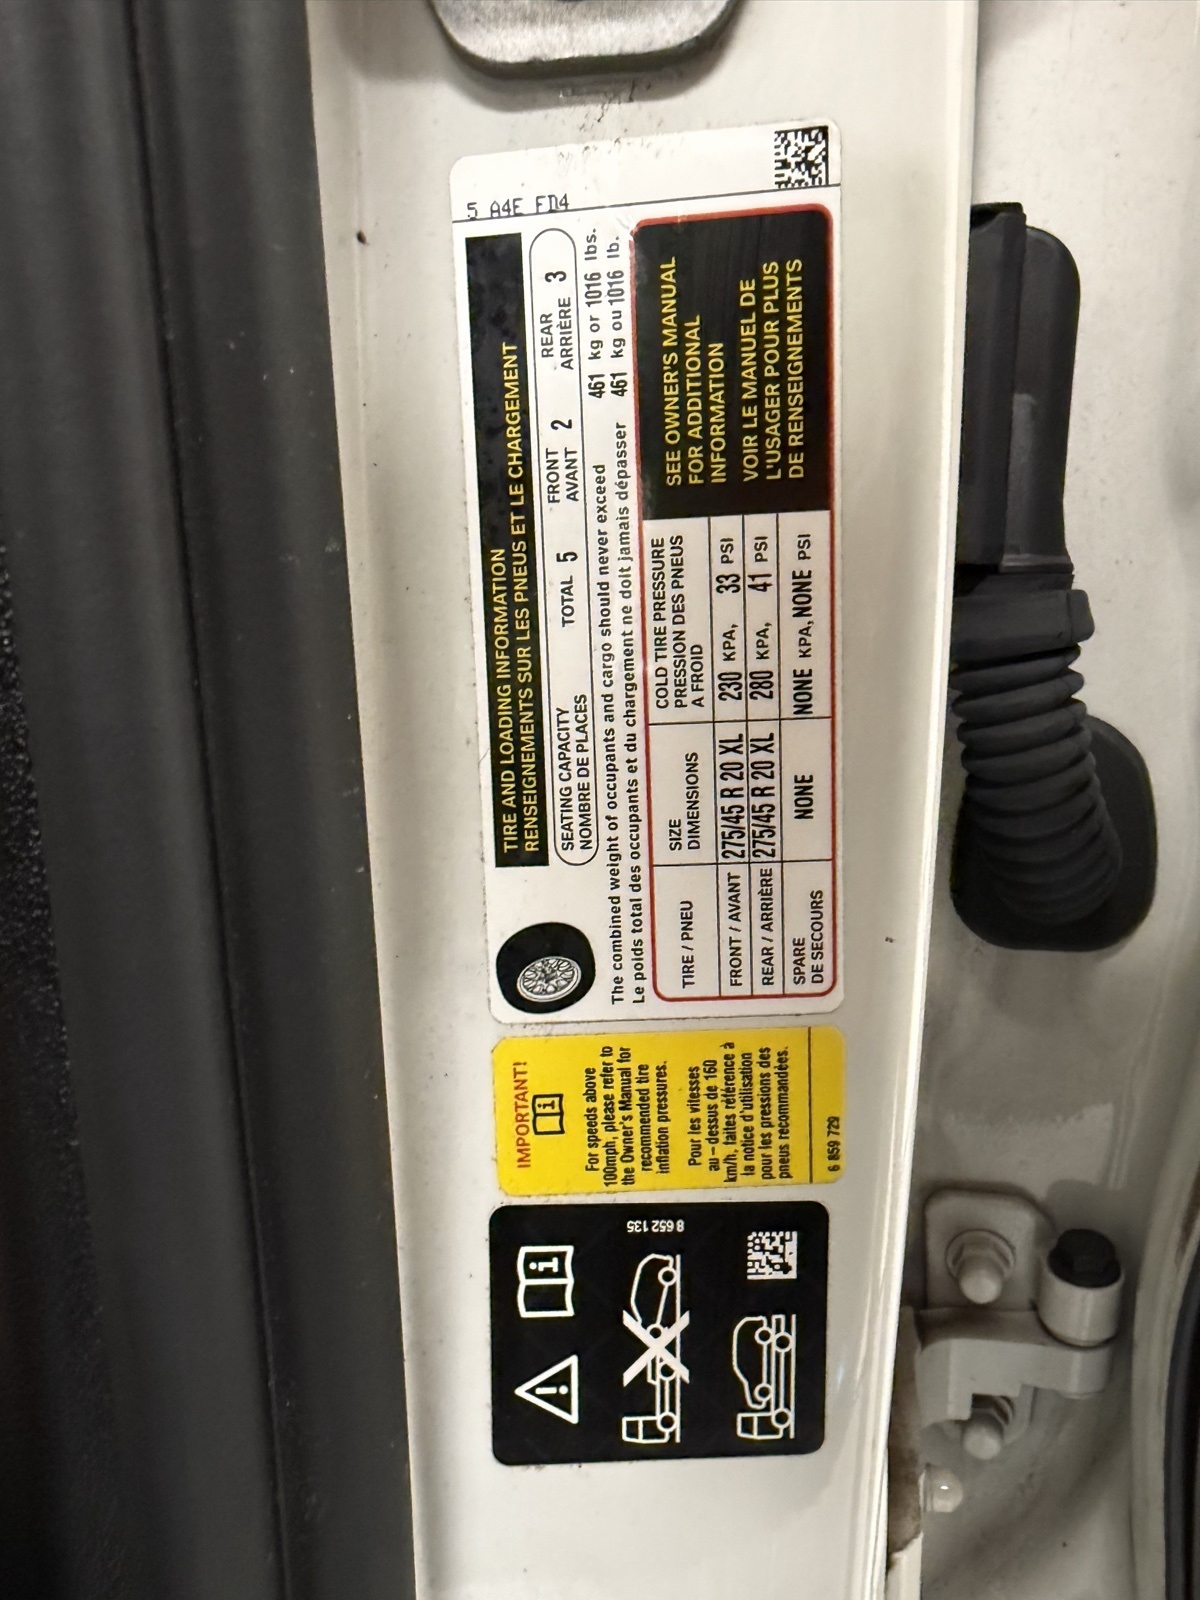 5 A4E FD4
TIRE AND LOADING INFORMATION
RENSEIGNEMENTS SUR LES PNEUS ET LE CHARGEMENT
SEATING CAPACITY
NOMBRE DE PLACES
TOTAL 5
FRONT
AVANT 2
REAR
ARRIÈRE 3
The combined weight of occupants and cargo should never exceed 461 kg or 1016 lbs.
Le poids total des occupants et du chargement ne doit jamais dépasser 461 kg ou 1016 lb.
TIRE / PNEU
SIZE
DIMENSIONS
COLD TIRE PRESSURE
PRESSION DES PNEUS
A FROID
FRONT / AVANT 275/45 R 20 XL 230 KPA, 33 PSI
REAR / ARRIÈRE 275/45 R 20 XL 280 KPA, 41 PSI
SPARE
DE SECOURS
NONE NONE KPA, NONE PSI
SEE OWNER'S MANUAL
FOR ADDITIONAL
INFORMATION
VOIR LE MANUEL DE
L'USAGER POUR PLUS
DE RENSEIGNEMENTS
IMPORTANT!
For speeds above
100mph, please refer to
the Owner's Manual for
recommended tire
inflation pressures.
Pour les vitesses
au – dessus de 160
km/h, faites référence à
la notice d'utilisation
pour les pressions des
pneus recommandées.
6 859 729
8 652 135